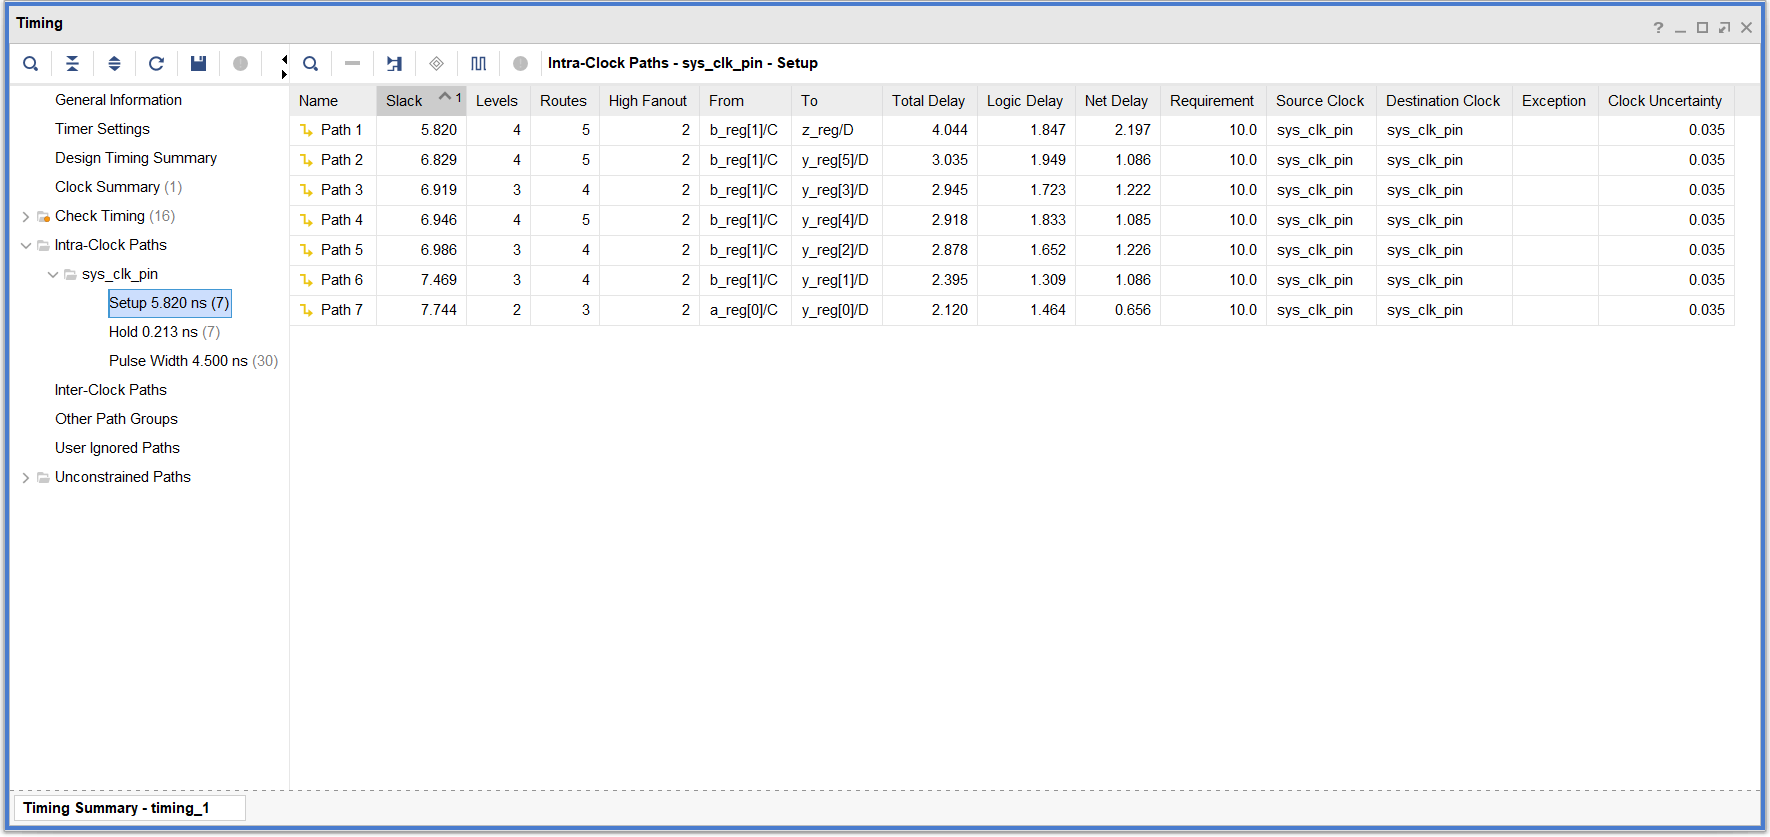 Timing
?
Intra-Clock Paths - sys_clk_pin - Setup
General Information
Timer Settings
Design Timing Summary
Clock Summary (1)
Check Timing (16)
Intra-Clock Paths
sys_clk_pin
Setup 5.820 ns (7)
Hold 0.213 ns (7)
Pulse Width 4.500 ns (30)
Inter-Clock Paths
Other Path Groups
User Ignored Paths
Unconstrained Paths
Name Slack 1 Levels Routes High Fanout From To Total Delay Logic Delay Net Delay Requirement Source Clock Destination Clock Exception Clock Uncertainty
Path 1 5.820 4 5 2 b_reg[1]/C z_reg/D 4.044 1.847 2.197 10.0 sys_clk_pin sys_clk_pin 0.035
Path 2 6.829 4 5 2 b_reg[1]/C y_reg[5]/D 3.035 1.949 1.086 10.0 sys_clk_pin sys_clk_pin 0.035
Path 3 6.919 3 4 2 b_reg[1]/C y_reg[3]/D 2.945 1.723 1.222 10.0 sys_clk_pin sys_clk_pin 0.035
Path 4 6.946 4 5 2 b_reg[1]/C y_reg[4]/D 2.918 1.833 1.085 10.0 sys_clk_pin sys_clk_pin 0.035
Path 5 6.986 3 4 2 b_reg[1]/C y_reg[2]/D 2.878 1.652 1.226 10.0 sys_clk_pin sys_clk_pin 0.035
Path 6 7.469 3 4 2 b_reg[1]/C y_reg[1]/D 2.395 1.309 1.086 10.0 sys_clk_pin sys_clk_pin 0.035
Path 7 7.744 2 3 2 a_reg[0]/C y_reg[0]/D 2.120 1.464 0.656 10.0 sys_clk_pin sys_clk_pin 0.035
Timing Summary - timing_1